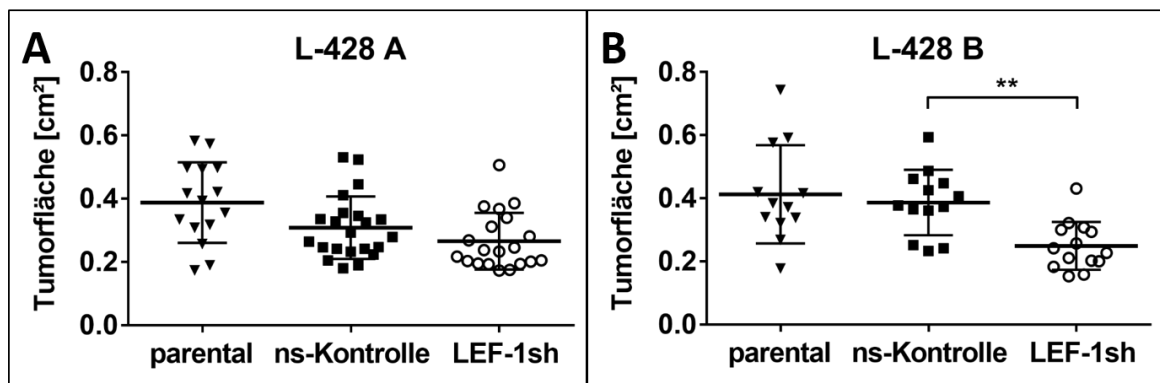 A
L-428 A
Tumorfläche [cm²]
0.8
0.6
0.4
0.2
0.0
parental ns-Kontrolle LEF-1sh
B
L-428 B
Tumorfläche [cm²]
0.8
0.6
0.4
0.2
0.0
**
parental ns-Kontrolle LEF-1sh